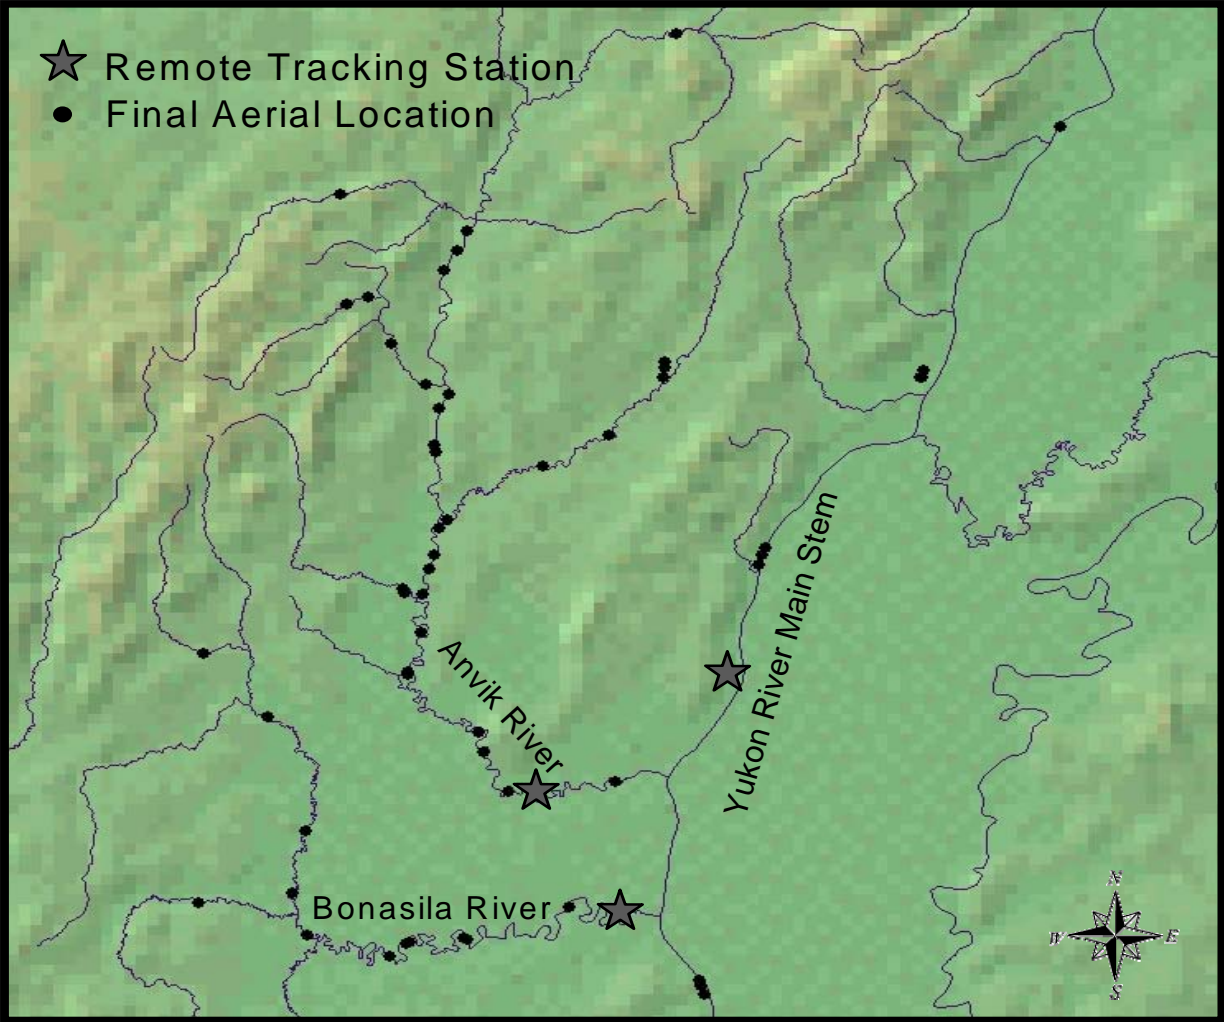 Remote Tracking Station
Final Aerial Location
Anvik River
Yukon River Main Stem
Bonasila River
N
W
E
S